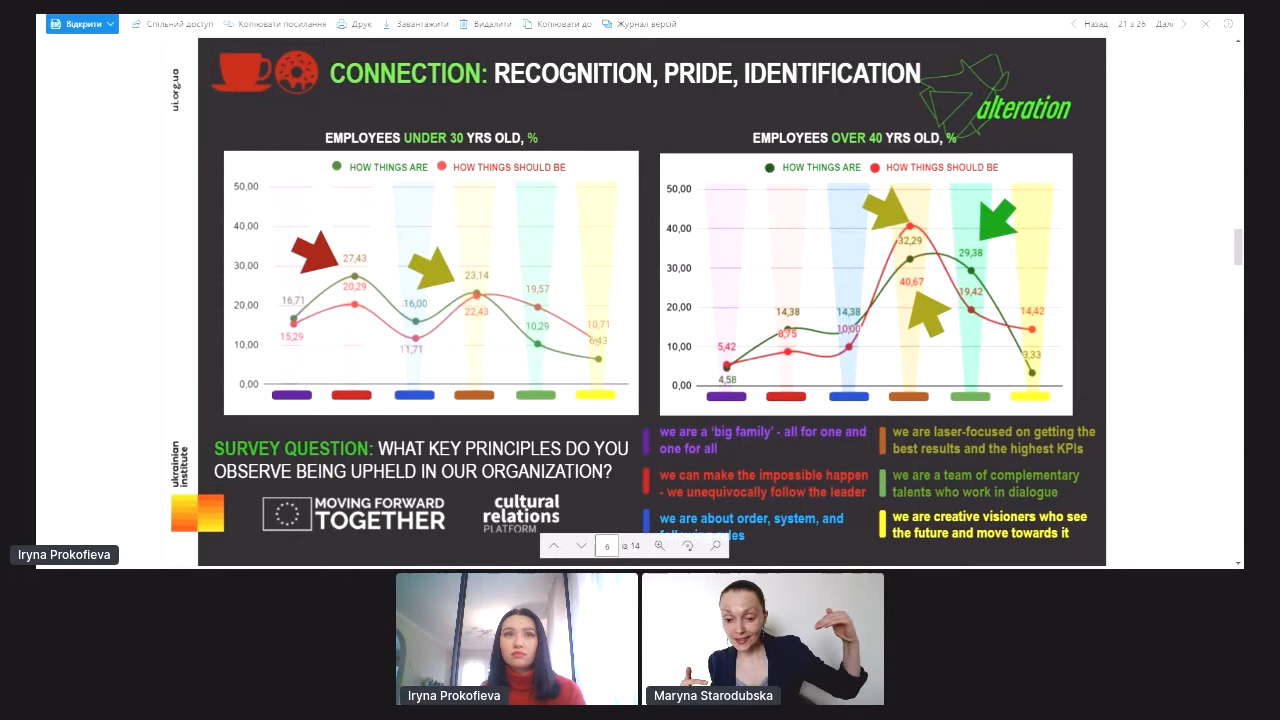 Відкрити
Спільний доступ
Копіювати посилання
Друк
Завантажити
Видалити
Копіювати до
Журнал версій
Назад
21 з 26
Далі
ui.org.ua
CONNECTION: RECOGNITION, PRIDE, IDENTIFICATION
alteration
EMPLOYEES UNDER 30 YRS OLD, %
HOW THINGS ARE
HOW THINGS SHOULD BE
50,00
40,00
30,00
20,00
10,00
0,00
16,71
15,29
27,43
20,29
16,00
11,71
23,14
22,43
19,57
10,29
10,71
6,43
EMPLOYEES OVER 40 YRS OLD, %
HOW THINGS ARE
HOW THINGS SHOULD BE
50,00
40,00
30,00
20,00
10,00
0,00
5,42
4,58
14,38
8,75
14,38
10,00
32,29
40,67
29,38
19,42
14,42
3,33
SURVEY QUESTION: WHAT KEY PRINCIPLES DO YOU
OBSERVE BEING UPHELD IN OUR ORGANIZATION?
we are a 'big family' - all for one and
one for all
we can make the impossible happen
- we unequivocally follow the leader
we are about order, system, and
we are laser-focused on getting the
best results and the highest KPIs
we are a team of complementary
talents who work in dialogue
we are creative visioners who see
the future and move towards it
ukrainian
institute
MOVING FORWARD
TOGETHER
cultural
relations
PLATFORM
6
із 14
Iryna Prokofieva
Iryna Prokofieva
Maryna Starodubska